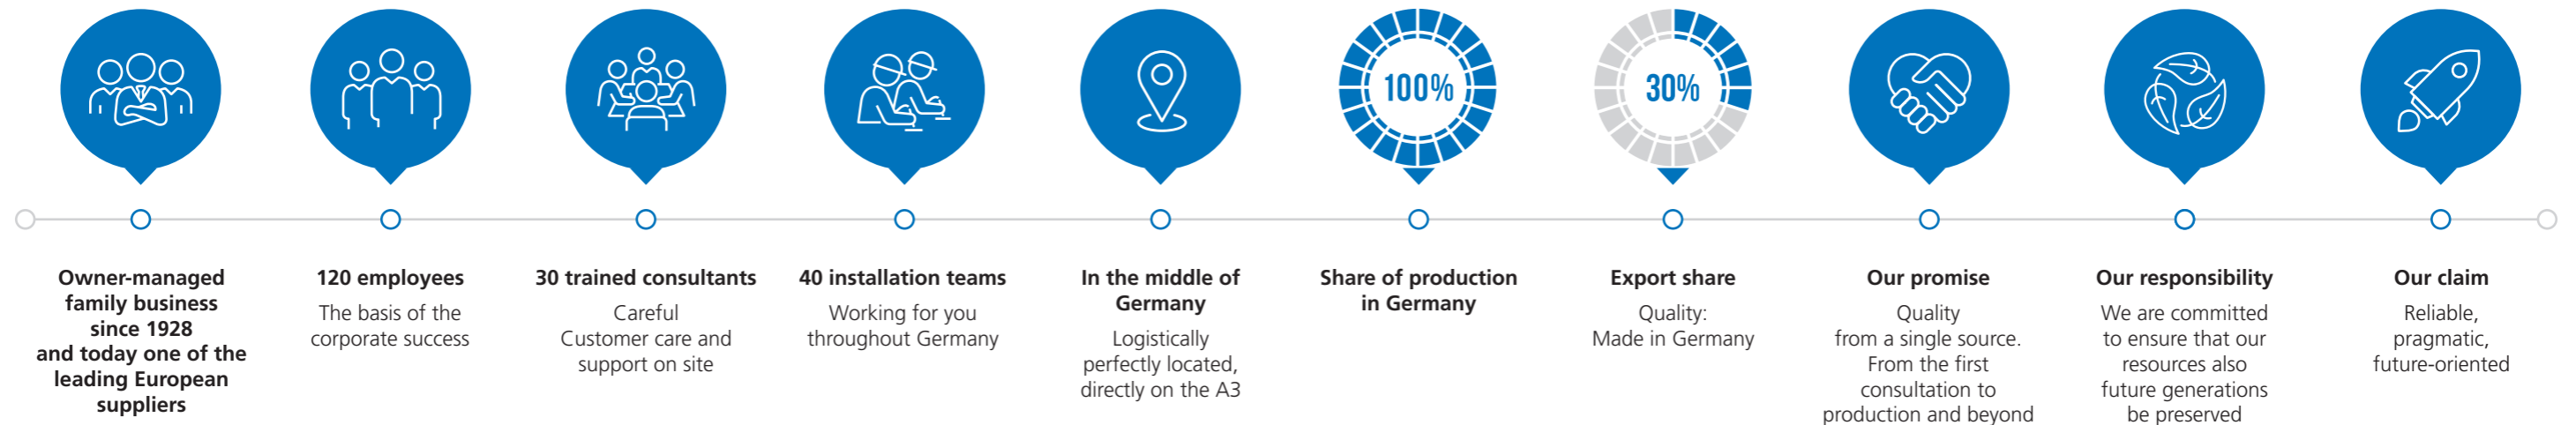 100%
30%
Owner-managed
family business
since 1928
and today one of the
leading European
suppliers
120 employees
The basis of the
corporate success
30 trained consultants
Careful
Customer care and
support on site
40 installation teams
Working for you
throughout Germany
In the middle of
Germany
Logistically
perfectly located,
directly on the A3
Share of production
in Germany
Export share
Quality:
Made in Germany
Our promise
Quality
from a single source.
From the first
consultation to
production and beyond
Our responsibility
We are committed
to ensure that our
resources also
future generations
be preserved
Our claim
Reliable,
pragmatic,
future-oriented